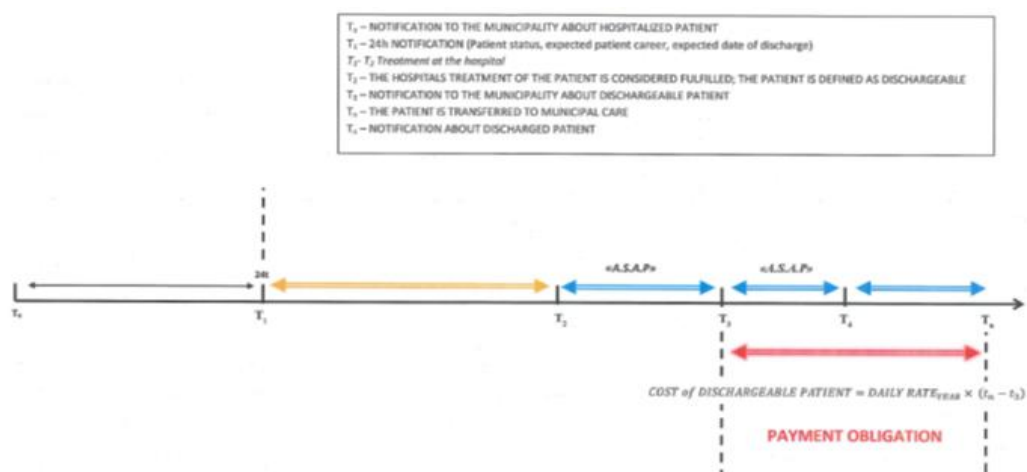 T₀ – NOTIFICATION TO THE MUNICIPALITY ABOUT HOSPITALIZED PATIENT
T₁ – 24h NOTIFICATION (Patient status, expected patient career, expected date of discharge)
T₁- T₂ Treatment at the hospital
T₂ – THE HOSPITALS TREATMENT OF THE PATIENT IS CONSIDERED FULFILLED; THE PATIENT IS DEFINED AS DISCHARGEABLE
T₃ – NOTIFICATION TO THE MUNICIPALITY ABOUT DISCHARGEABLE PATIENT
– THE PATIENT IS TRANSFERRED TO MUNICIPAL CARE
– NOTIFICATION ABOUT DISCHARGED PATIENT
«A.S.A.P» «A.S.A.P»
24t
T₀ T₁ T₂ T₃ T₄ Tₙ
COST of DISCHARGEABLE PATIENT = DAILY RATE_YEAR × (tₙ − t₃)
PAYMENT OBLIGATION